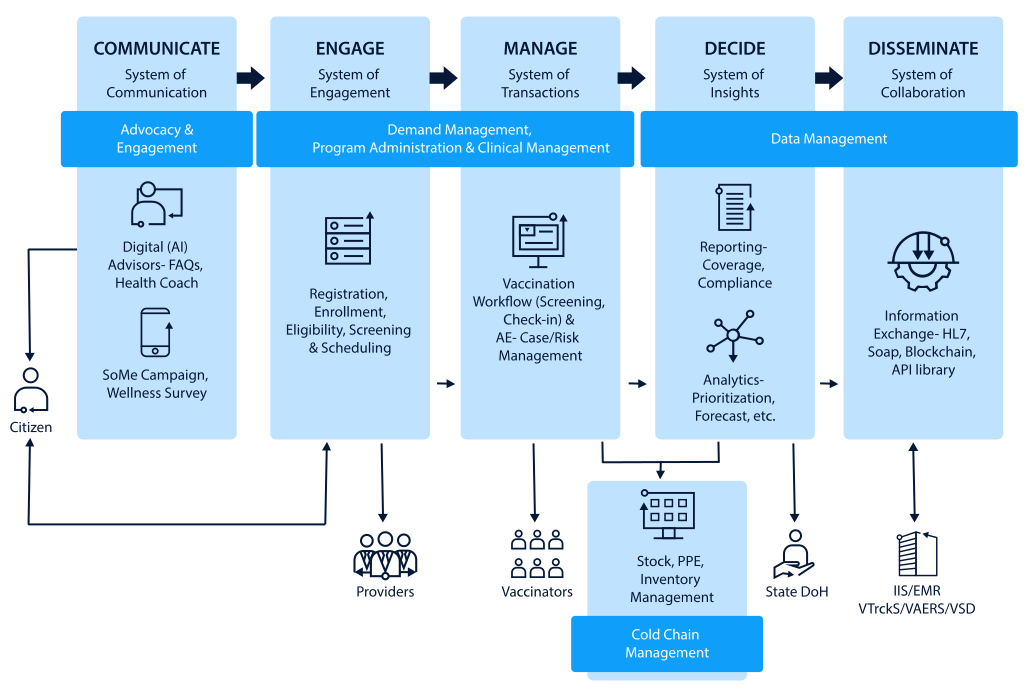 COMMUNICATE
System of
Communication
ENGAGE
System of
Engagement
MANAGE
System of
Transactions
DECIDE
System of
Insights
DISSEMINATE
System of
Collaboration
Advocacy &
Engagement
Demand Management,
Program Administration & Clinical Management
Data Management
Digital (AI)
Advisors- FAQs,
Health Coach
SoMe Campaign,
Wellness Survey
Registration,
Enrollment,
Eligibility, Screening
& Scheduling
Vaccination
Workflow (Screening,
Check-in) &
AE- Case/Risk
Management
Reporting-
Coverage,
Compliance
Analytics-
Prioritization,
Forecast, etc.
Information
Exchange- HL7,
Soap, Blockchain,
API library
Citizen
Providers
Vaccinators
Stock, PPE,
Inventory
Management
Cold Chain
Management
State DoH
IIS/EMR
VTrckS/VAERS/VSD